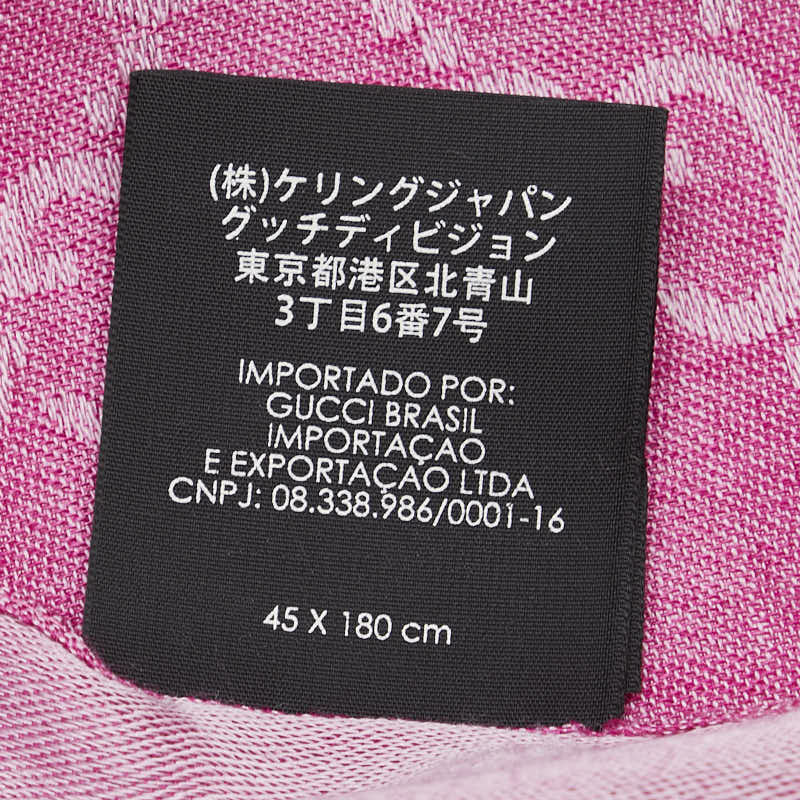 (株)ケリングジャパン
グッチディビジョン
東京都港区北青山
3丁目6番7号
IMPORTADO POR:
GUCCI BRASIL
IMPORTAÇAO
E EXPORTAÇAO LTDA
CNPJ: 08.338.986/0001-16
45 X 180 cm